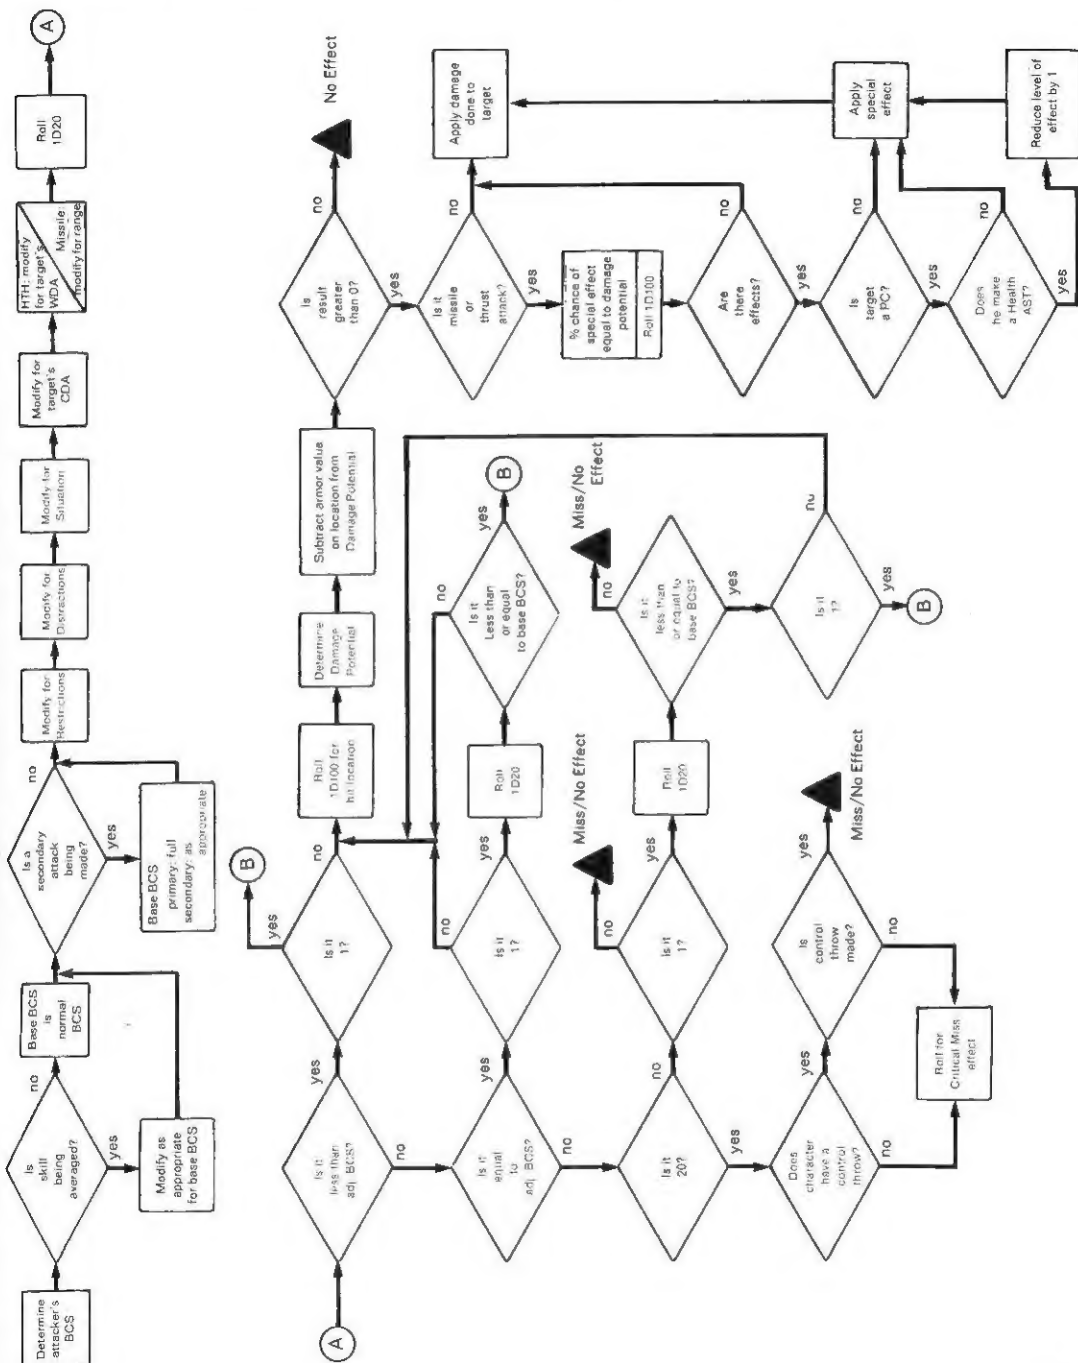 Determine
attacker's
BCS
Is
skill
being
averaged?
no
yes
Modify as
appropriate
for base BCS
Base BCS
is
normal
BCS
Is a
secondary
attack
being
made?
no
yes
Base BCS
primary: full
secondary: as
appropriate
Modify for
Restrictions
Modify for
Distractions
Modify for
Situation
Modify for
target's
CDA
HTH: modify
for target's
WDA
Missile:
modify for range
Roll
1D20
A
A
Is it
less than
adj. BCS?
yes
no
Is it
1?
yes
B
no
Roll
1D100 for
hit location
Determine
Damage
Potential
Subtract armor value
on location from
Damage Potential
Is
result
greater
than 0?
no
No Effect
yes
Is it
missile
or
thrust
attack?
no
Apply damage
done to
target
yes
% chance of
special effect
equal to damage
potential
Roll 1D100
Are
there
effects?
no
yes
Is
target
a PC?
no
Apply
special
effect
yes
Does
he make
a Health
AST?
no
yes
Reduce level of
effect by 1
Is it
equal
to
adj. BCS?
yes
no
Is it
1?
no
yes
Roll
1D20
Is it
Less than
or equal
to base BCS?
no
yes
B
Is it
20?
no
yes
Is it
1?
no
Miss/No Effect
yes
Roll
1D20
Is it
less than
or equal to
base BCS?
no
Miss/No
Effect
yes
Is it
1?
no
yes
B
Does
character
have a
control
throw?
yes
no
Is
control
throw
made?
yes
Miss/No Effect
no
Roll for
Critical Miss
effect